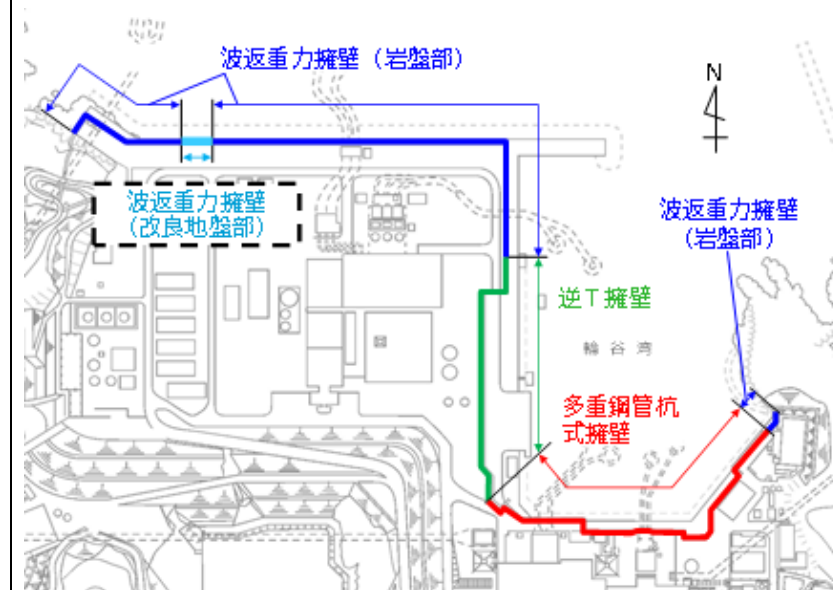 波返重力擁壁（岩盤部）
N
波返重力擁壁
（改良地盤部）
波返重力擁壁
（岩盤部）
逆T擁壁
輪谷湾
多重鋼管杭
式擁壁